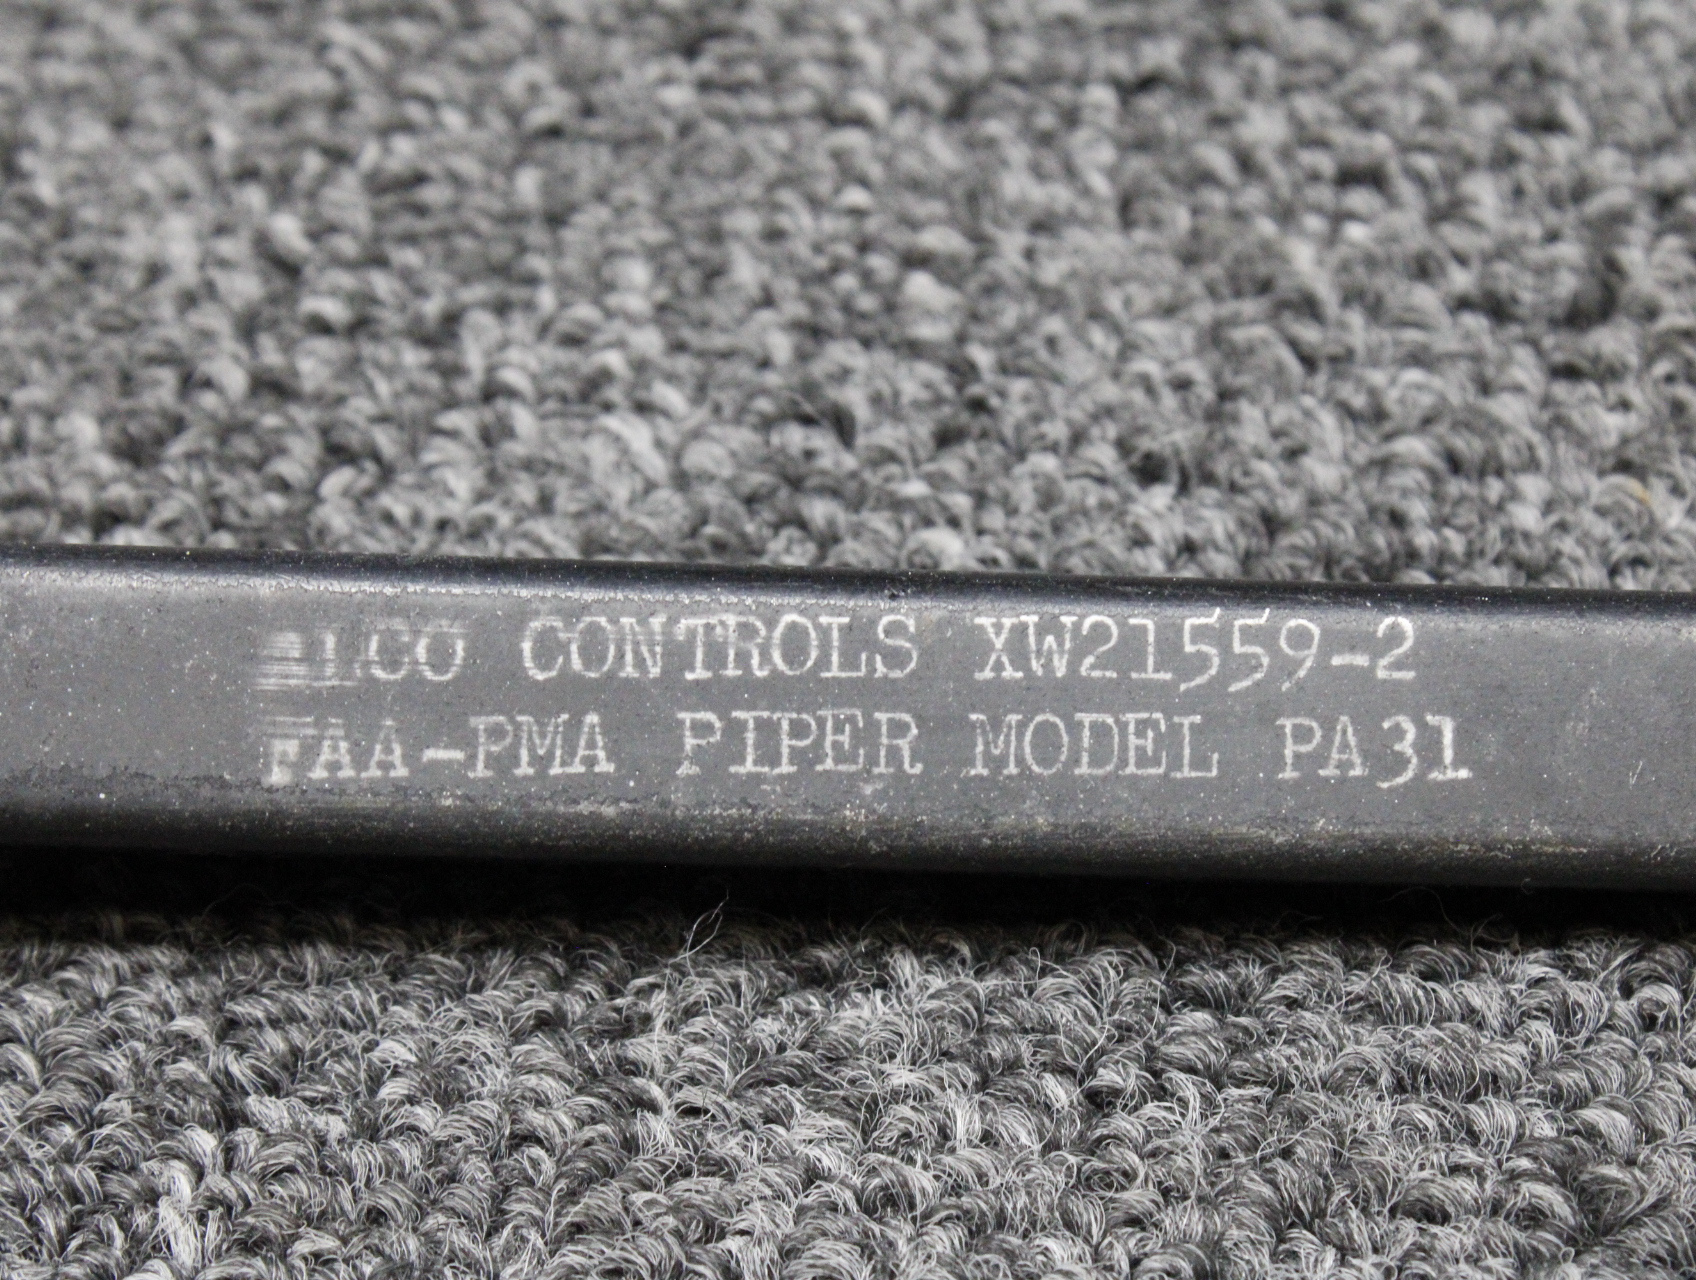 CONTROLS XW21559-2
FAA-PMA PIPER MODEL PA31